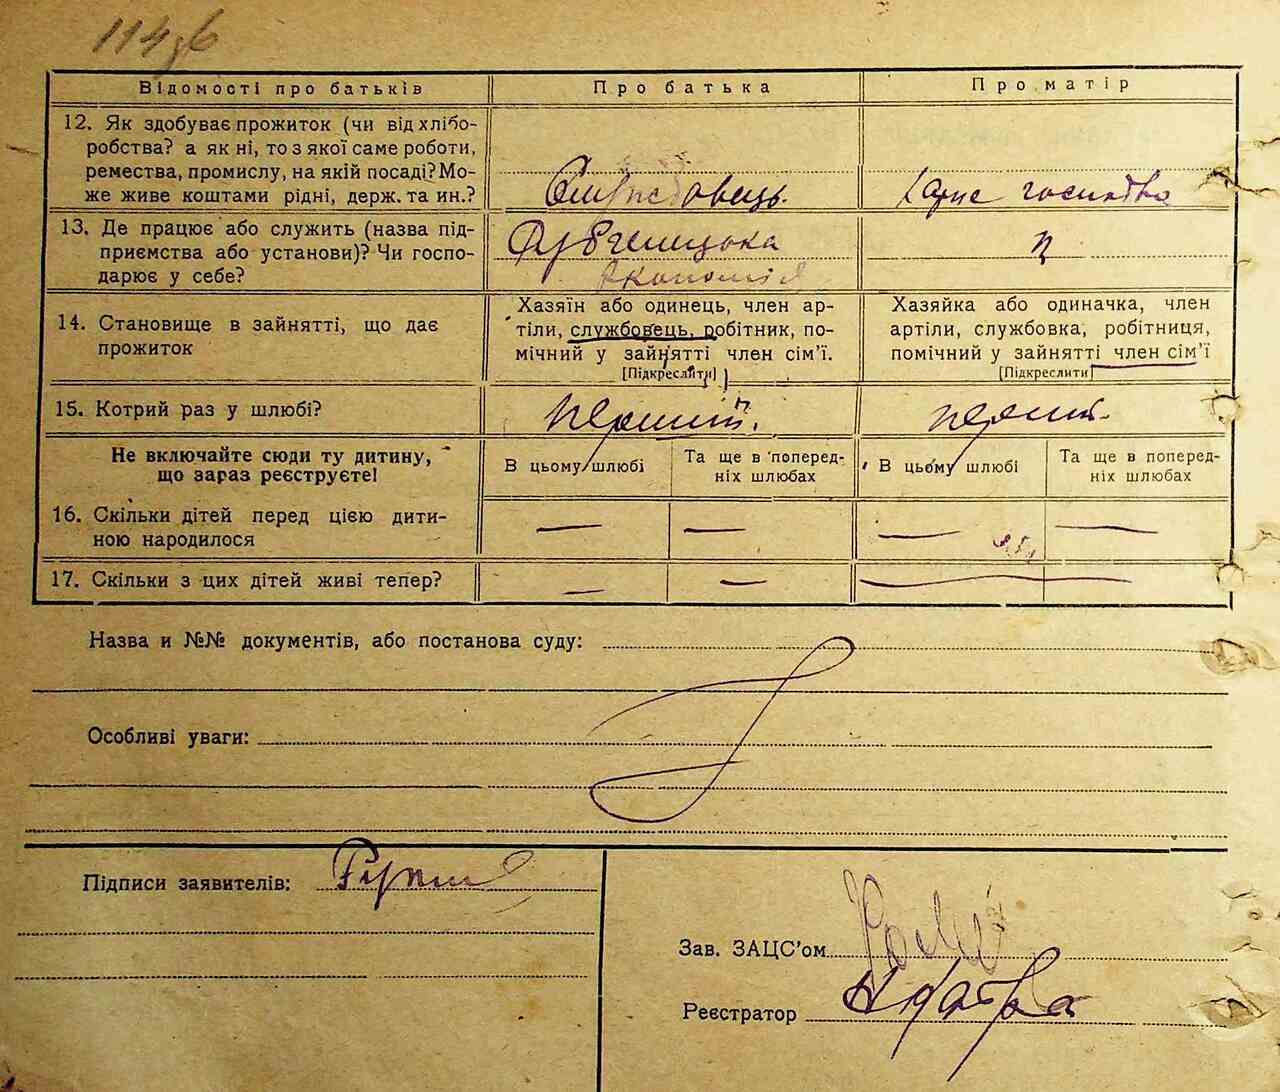 Відомості про батьків Про батька Про матір
12. Як здобуває прожиток (чи від хлібо-
робства? а як ні, то з якої саме роботи,
ремества, промислу, на якій посаді? Мо-
же живе коштами рідні, держ. та ин.?
13. Де працює або служить (назва під-
приємства або установи)? Чи госпо-
дарює у себе?
економія
14. Становище в зайнятті, що дає
прожиток
Хазяїн або одинець, член ар-
тіли, службовець, робітник, по-
мічний у зайнятті член сім'ї.
[Підкреслити]
Хазяйка або одиначка, член
артіли, службовка, робітниця,
помічний у зайнятті член сім'ї
[Підкреслити]
15. Котрий раз у шлюбі?
перший. перший.
Не включайте сюди ту дитину,
що зараз реєструєте!
В цьому шлюбі
Та ще в поперед-
ніх шлюбах
В цьому шлюбі
Та ще в поперед-
ніх шлюбах
16. Скільки дітей перед цією дити-
ною народилося
— — — —
17. Скільки з цих дітей живі тепер?
— — —
Назва и №№ документів, або постанова суду:
Особливі уваги:
Підписи заявителів:
Зав. ЗАЦС'ом
Реєстратор